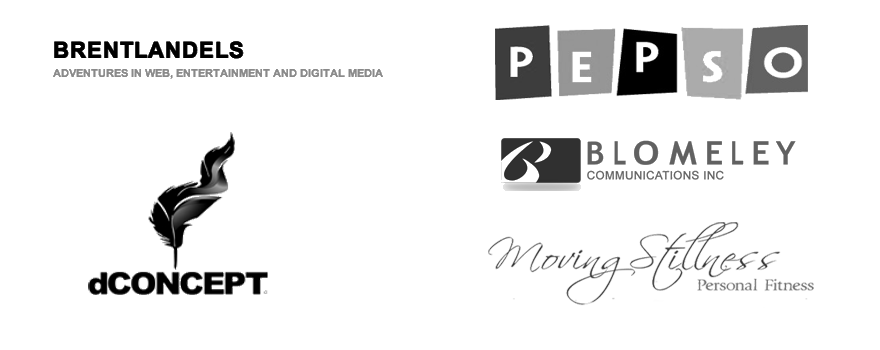 BRENTLANDELS
ADVENTURES IN WEB, ENTERTAINMENT AND DIGITAL MEDIA
PEPSO
BLOMELEY
COMMUNICATIONS INC
dCONCEPT
Moving Stillness
Personal Fitness